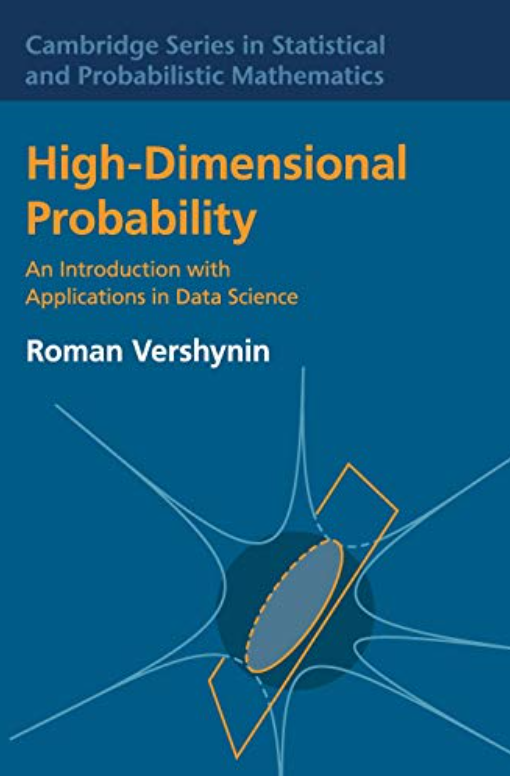 Cambridge Series in Statistical
and Probabilistic Mathematics
High-Dimensional
Probability
An Introduction with
Applications in Data Science
Roman Vershynin